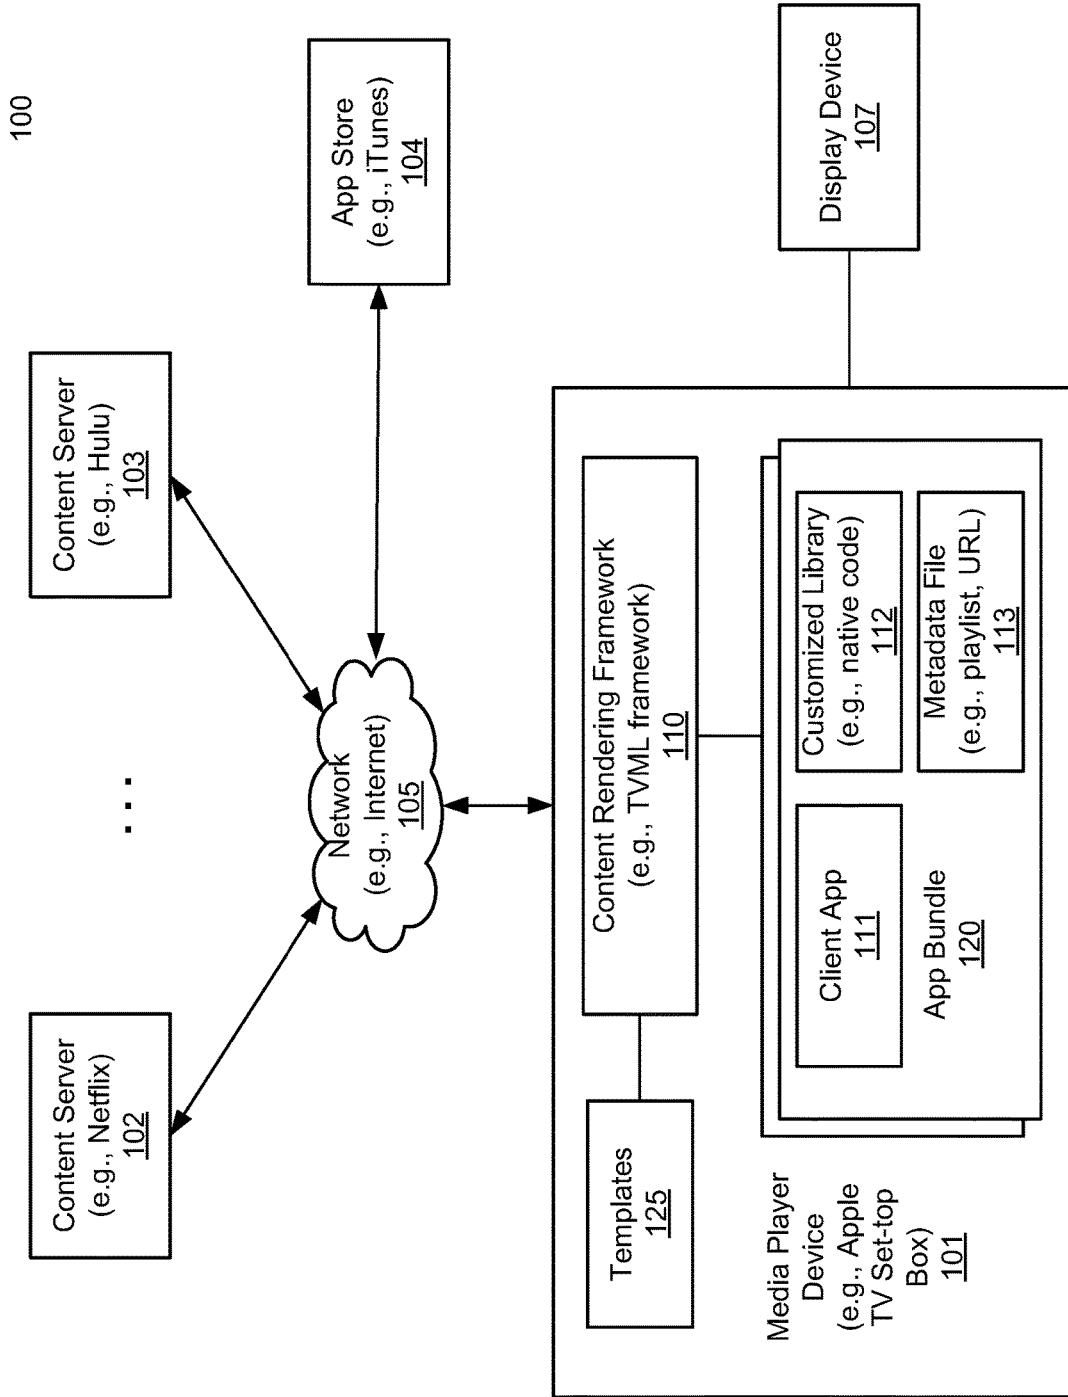 100
Content Server
(e.g., Netflix)
102
. . .
Content Server
(e.g., Hulu)
103
App Store
(e.g., iTunes)
104
Network
(e.g., Internet)
105
Templates
125
Content Rendering Framework
(e.g., TVML framework)
110
Media Player
Device
(e.g., Apple
TV Set-top
Box)
101
Client App
111
App Bundle
120
Customized Library
(e.g., native code)
112
Metadata File
(e.g., playlist, URL)
113
Display Device
107